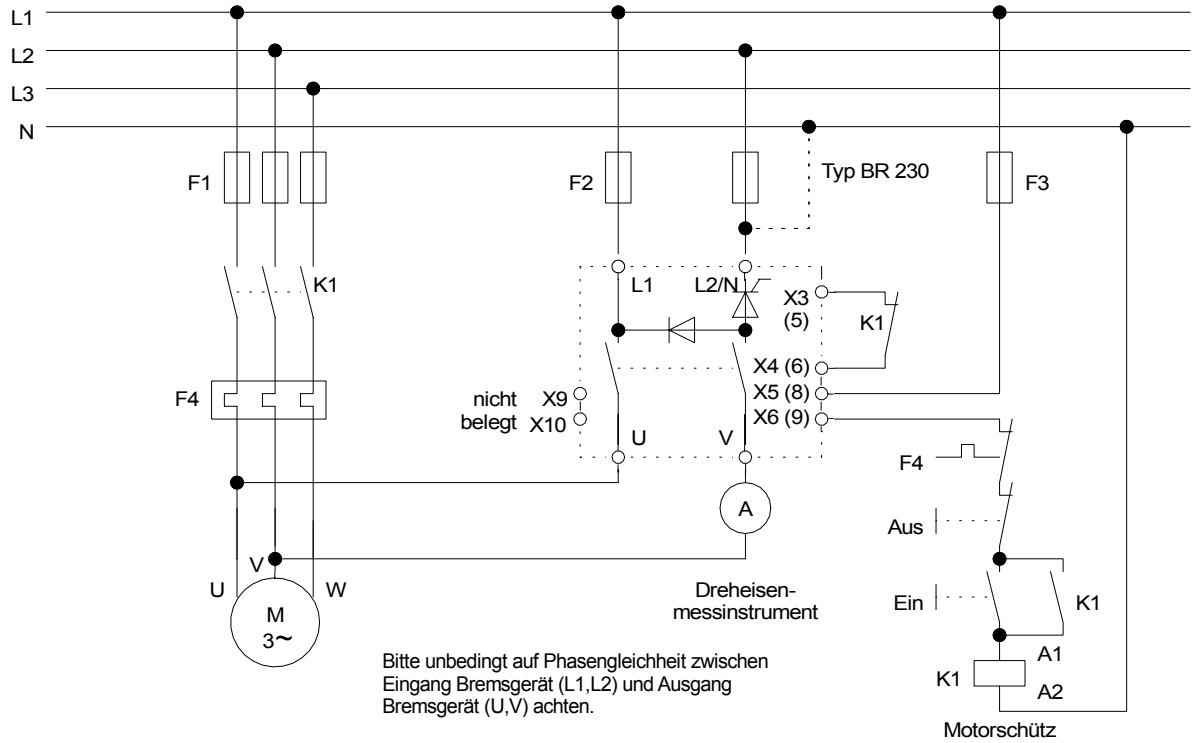 L1
L2
L3
N
F1
F2
Typ BR 230
F3
K1
L1
L2/N
X3
(5)
K1
X4 (6)
F4
nicht X9
X5 (8)
belegt X10
X6 (9)
U
V
F4
A
Aus
V
U
W
Dreheisen-
messinstrument
Ein
K1
M
3~
Bitte unbedingt auf Phasengleichheit zwischen
Eingang Bremsgerät (L1,L2) und Ausgang
Bremsgerät (U,V) achten.
A1
K1
A2
Motorschütz